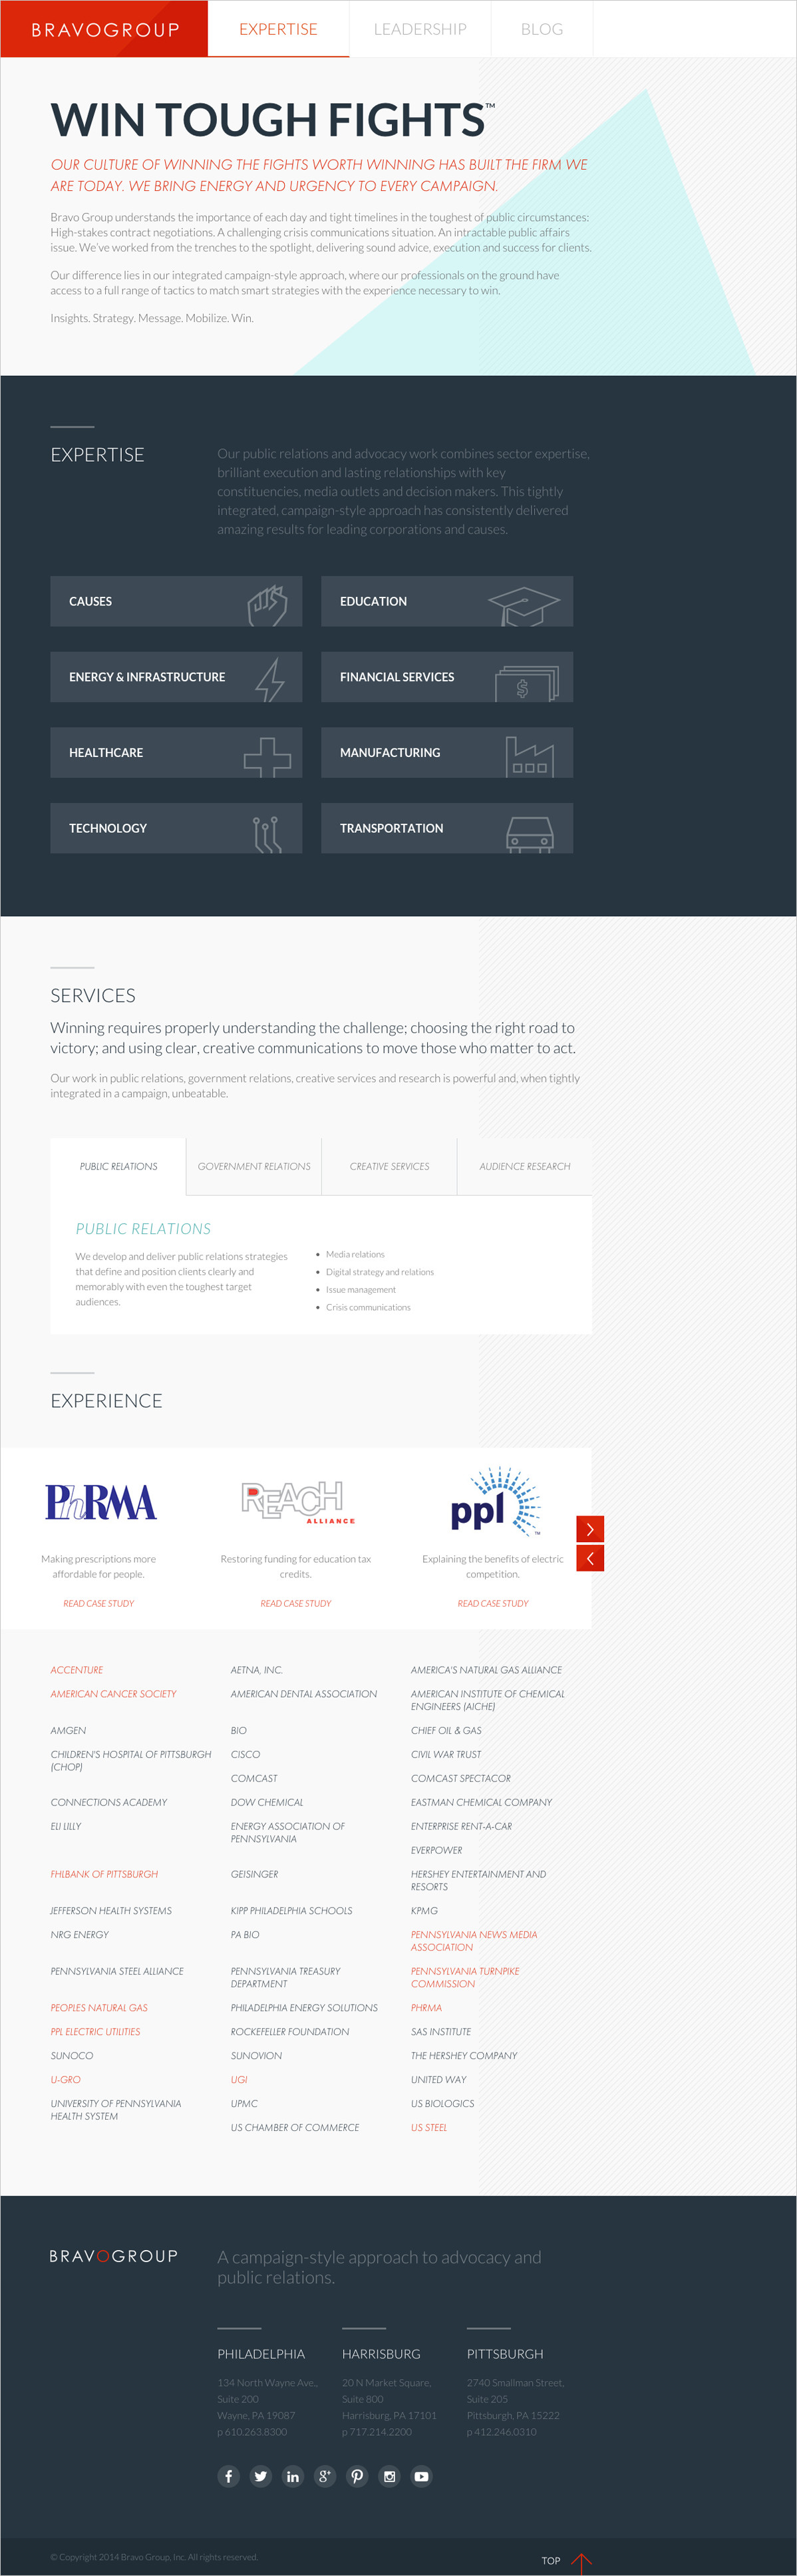 BRAVOGROUP
EXPERTISE
LEADERSHIP
BLOG
WIN TOUGH FIGHTS™
OUR CULTURE OF WINNING THE FIGHTS WORTH WINNING HAS BUILT THE FIRM WE
ARE TODAY. WE BRING ENERGY AND URGENCY TO EVERY CAMPAIGN.
Bravo Group understands the importance of each day and tight timelines in the toughest of public circumstances:
High-stakes contract negotiations. A challenging crisis communications situation. An intractable public affairs
issue. We've worked from the trenches to the spotlight, delivering sound advice, execution and success for clients.
Our difference lies in our integrated campaign-style approach, where our professionals on the ground have
access to a full range of tactics to match smart strategies with the experience necessary to win.
Insights. Strategy. Message. Mobilize. Win.
EXPERTISE
Our public relations and advocacy work combines sector expertise,
brilliant execution and lasting relationships with key
constituencies, media outlets and decision makers. This tightly
integrated, campaign-style approach has consistently delivered
amazing results for leading corporations and causes.
CAUSES
EDUCATION
ENERGY & INFRASTRUCTURE
FINANCIAL SERVICES
$
HEALTHCARE
MANUFACTURING
TECHNOLOGY
TRANSPORTATION
SERVICES
Winning requires properly understanding the challenge; choosing the right road to
victory; and using clear, creative communications to move those who matter to act.
Our work in public relations, government relations, creative services and research is powerful and, when tightly
integrated in a campaign, unbeatable.
PUBLIC RELATIONS
GOVERNMENT RELATIONS
CREATIVE SERVICES
AUDIENCE RESEARCH
PUBLIC RELATIONS
We develop and deliver public relations strategies
that define and position clients clearly and
memorably with even the toughest target
audiences.
• Media relations
• Digital strategy and relations
• Issue management
• Crisis communications
EXPERIENCE
PhRMA
REACH
ALLIANCE
ppl™
Making prescriptions more
affordable for people.
Restoring funding for education tax
credits.
Explaining the benefits of electric
competition.
READ CASE STUDY
READ CASE STUDY
READ CASE STUDY
ACCENTURE
AETNA, INC.
AMERICA'S NATURAL GAS ALLIANCE
AMERICAN CANCER SOCIETY
AMERICAN DENTAL ASSOCIATION
AMERICAN INSTITUTE OF CHEMICAL
ENGINEERS (AICHE)
AMGEN
BIO
CHIEF OIL & GAS
CHILDREN'S HOSPITAL OF PITTSBURGH
(CHOP)
CISCO
CIVIL WAR TRUST
COMCAST
COMCAST SPECTACOR
CONNECTIONS ACADEMY
DOW CHEMICAL
EASTMAN CHEMICAL COMPANY
ELI LILLY
ENERGY ASSOCIATION OF
PENNSYLVANIA
ENTERPRISE RENT-A-CAR
EVERPOWER
FHLBANK OF PITTSBURGH
GEISINGER
HERSHEY ENTERTAINMENT AND
RESORTS
JEFFERSON HEALTH SYSTEMS
KIPP PHILADELPHIA SCHOOLS
KPMG
NRG ENERGY
PA BIO
PENNSYLVANIA NEWS MEDIA
ASSOCIATION
PENNSYLVANIA STEEL ALLIANCE
PENNSYLVANIA TREASURY
DEPARTMENT
PENNSYLVANIA TURNPIKE
COMMISSION
PEOPLES NATURAL GAS
PHILADELPHIA ENERGY SOLUTIONS
PHRMA
PPL ELECTRIC UTILITIES
ROCKEFELLER FOUNDATION
SAS INSTITUTE
SUNOCO
SUNOVION
THE HERSHEY COMPANY
U-GRO
UGI
UNITED WAY
UNIVERSITY OF PENNSYLVANIA
HEALTH SYSTEM
UPMC
US BIOLOGICS
US CHAMBER OF COMMERCE
US STEEL
BRAVOGROUP
A campaign-style approach to advocacy and
public relations.
PHILADELPHIA
134 North Wayne Ave.,
Suite 200
Wayne, PA 19087
p 610.263.8300
HARRISBURG
20 N Market Square,
Suite 800
Harrisburg, PA 17101
p 717.214.2200
PITTSBURGH
2740 Smallman Street,
Suite 205
Pittsburgh, PA 15222
p 412.246.0310
© Copyright 2014 Bravo Group, Inc. All rights reserved.
TOP